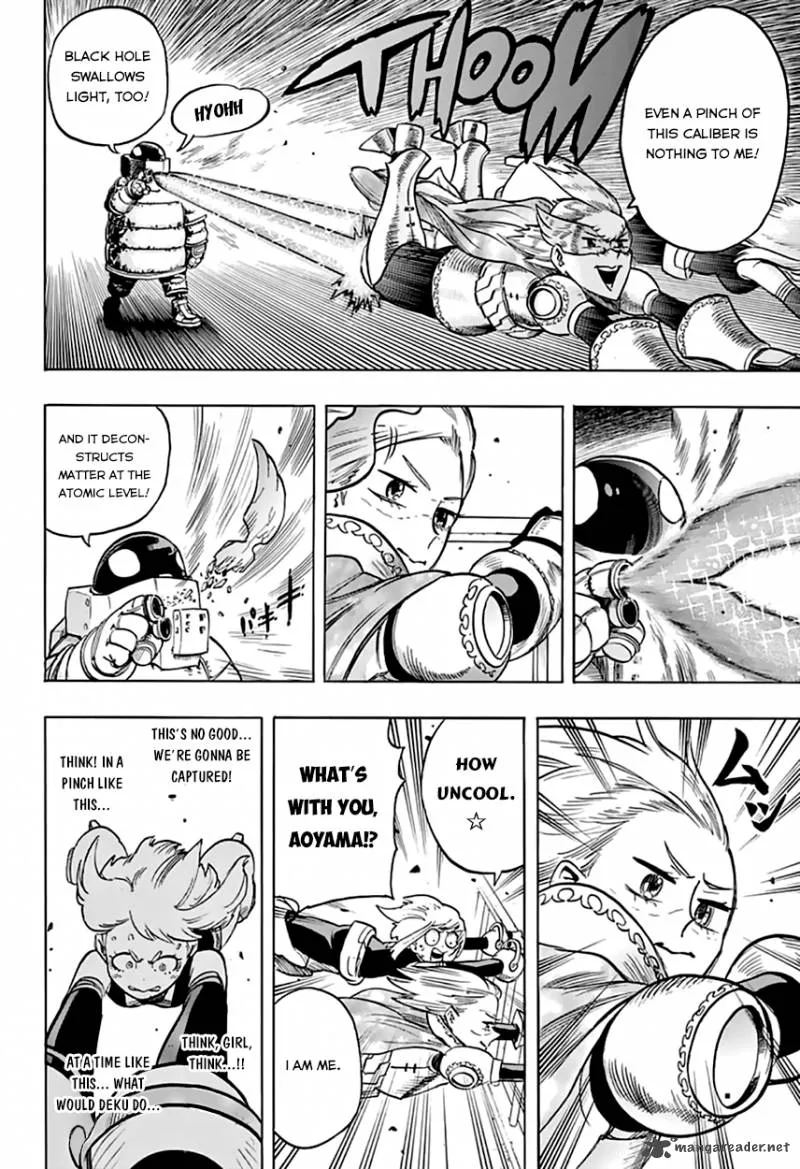 EVEN A PINCH OF
THIS CALIBER IS
NOTHING TO ME!
THOOM
BLACK HOLE
SWALLOWS
LIGHT, TOO!
HYOHH
AND IT DECON-
STRUCTS
MATTER AT THE
ATOMIC LEVEL!
ムッ
HOW
UNCOOL.
☆
WHAT'S
WITH YOU,
AOYAMA!?
I AM ME.
THIS'S NO GOOD...
WE'RE GONNA BE
CAPTURED!
THINK! IN A
PINCH LIKE
THIS...
THINK, GIRL,
THINK...!!
AT A TIME LIKE
THIS... WHAT
WOULD DEKU DO...
mangareader.net